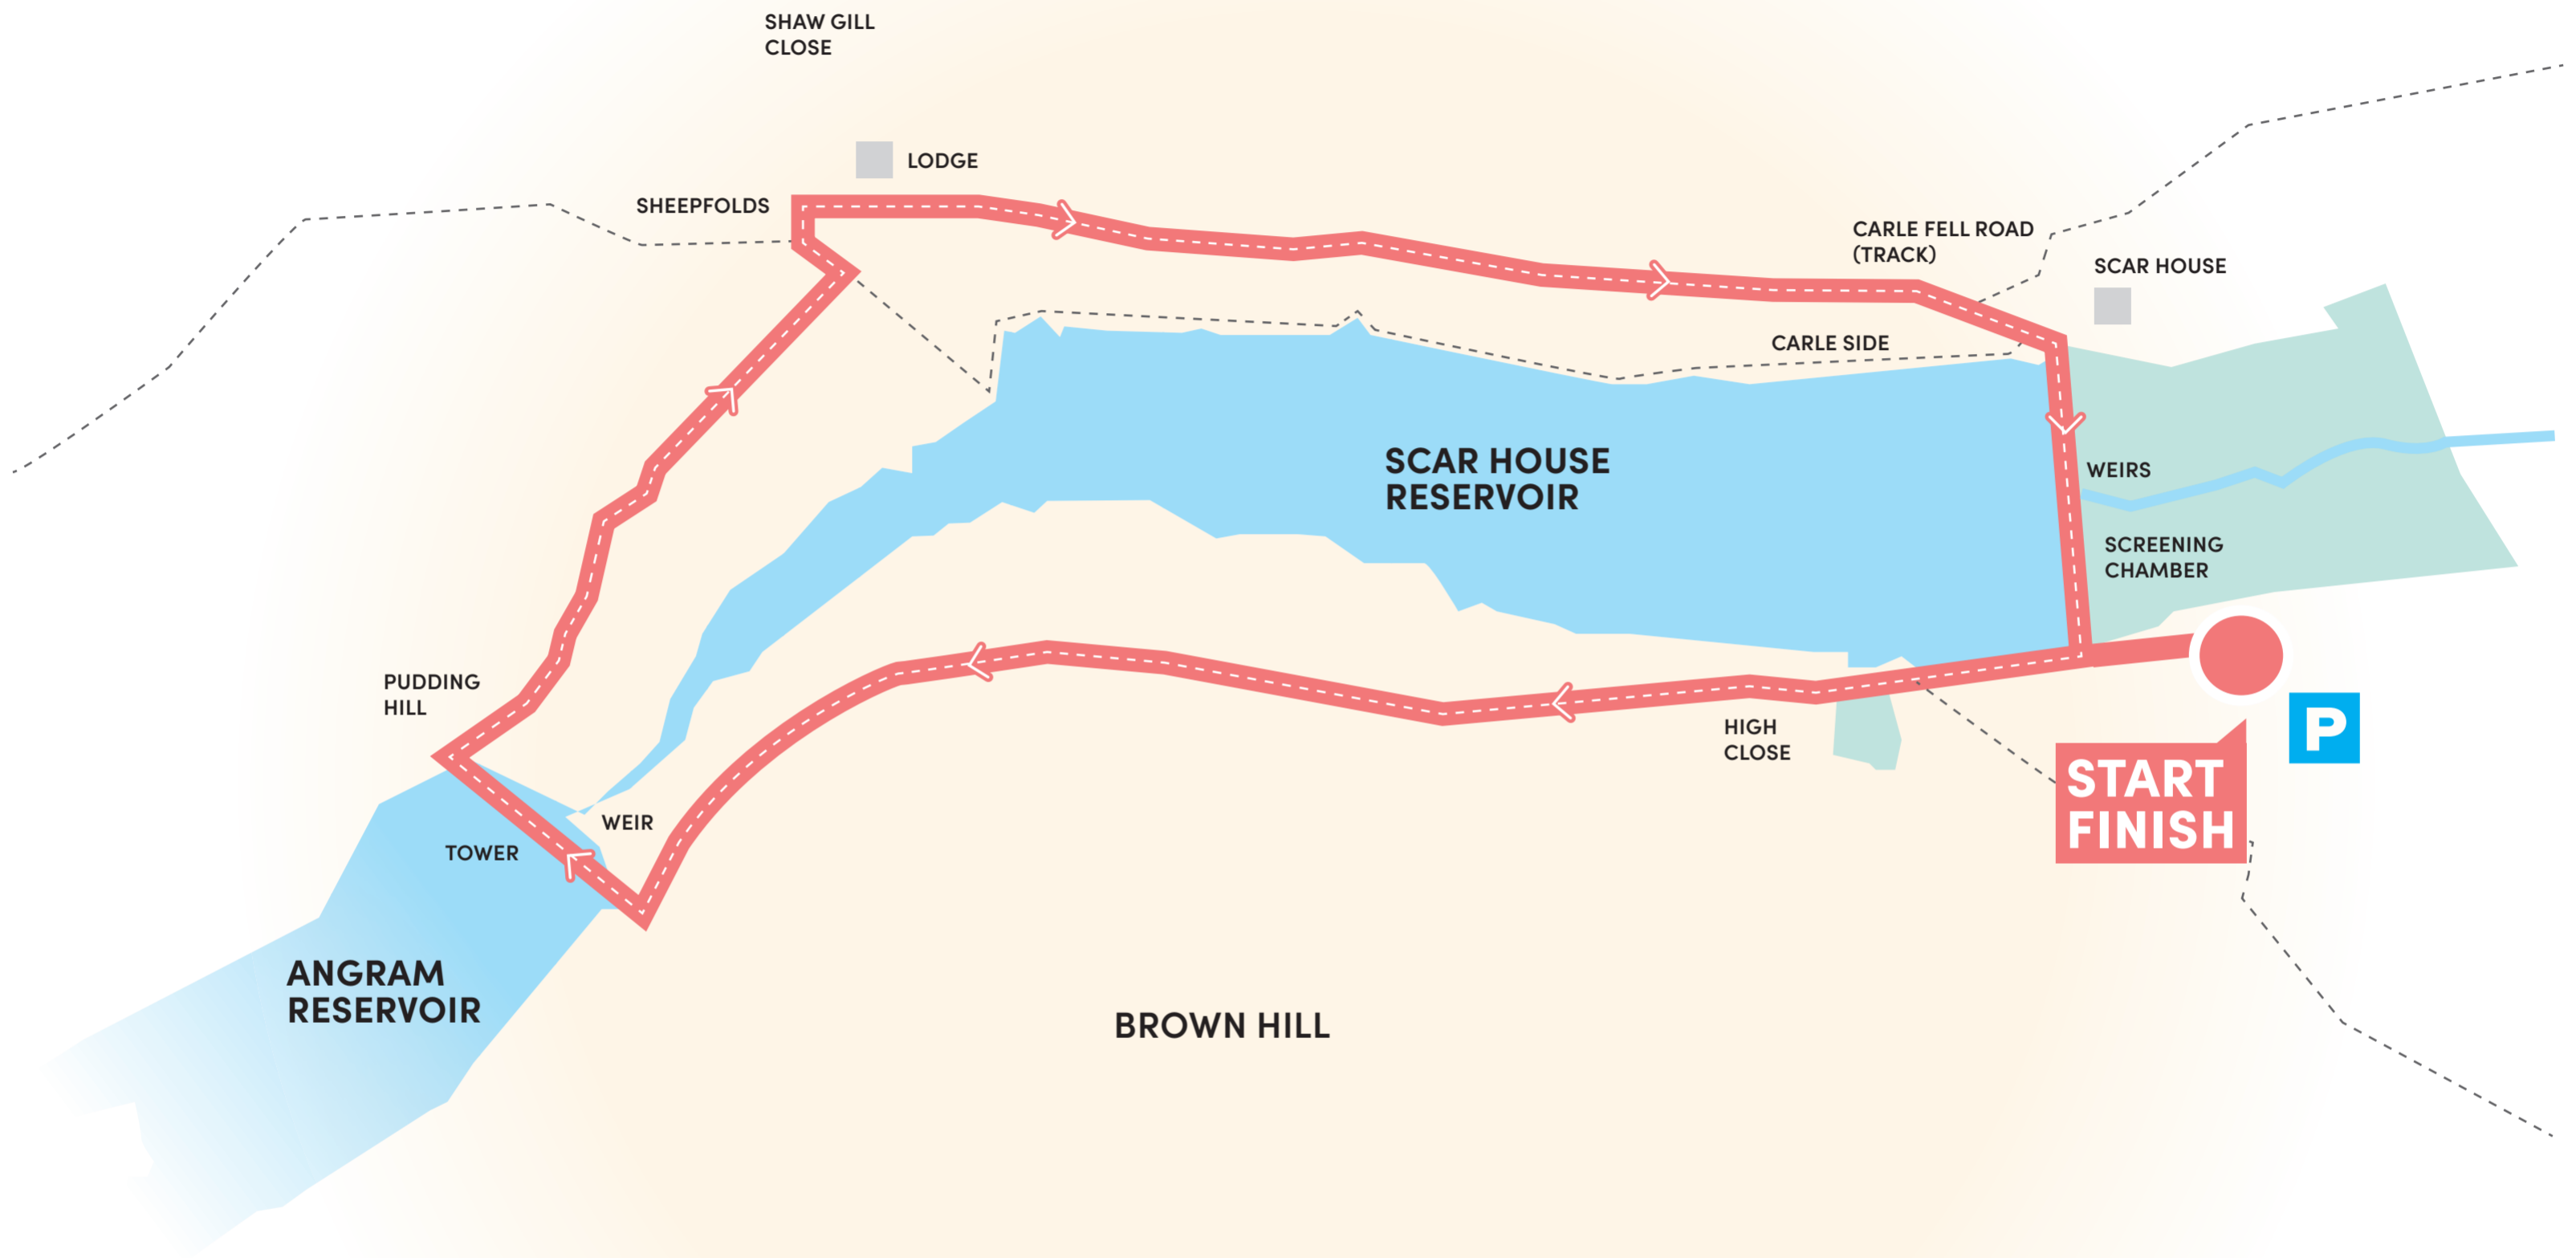 SHAW GILL
CLOSE
LODGE
SHEEPFOLDS
CARLE FELL ROAD
(TRACK)
SCAR HOUSE
CARLE SIDE
SCAR HOUSE
RESERVOIR
WEIRS
SCREENING
CHAMBER
PUDDING
HILL
HIGH
CLOSE
P
START
FINISH
WEIR
TOWER
ANGRAM
RESERVOIR
BROWN HILL